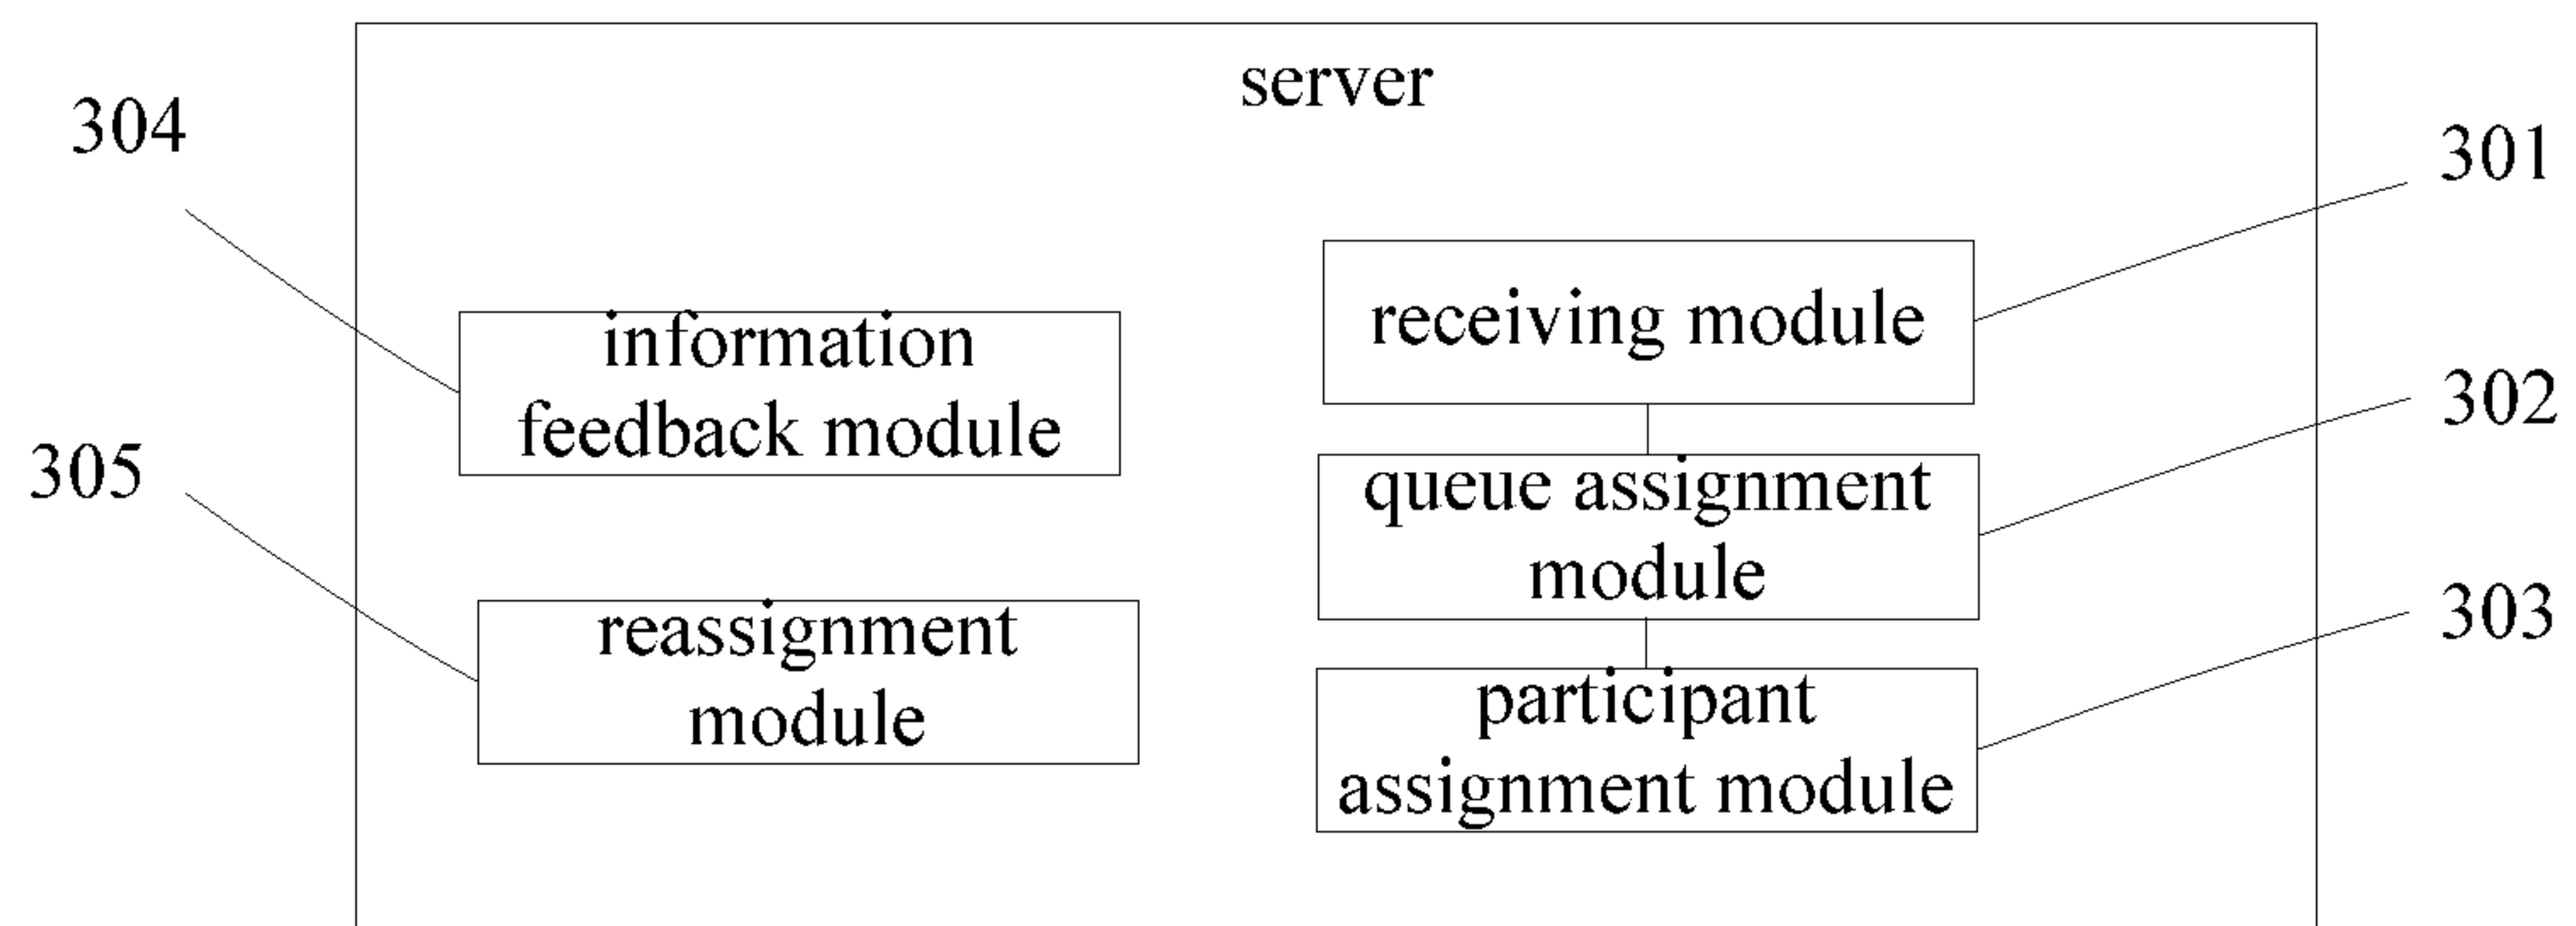 server
304
301
receiving module
information
feedback module
302
305
queue assignment
module
303
reassignment
module
participant
assignment module